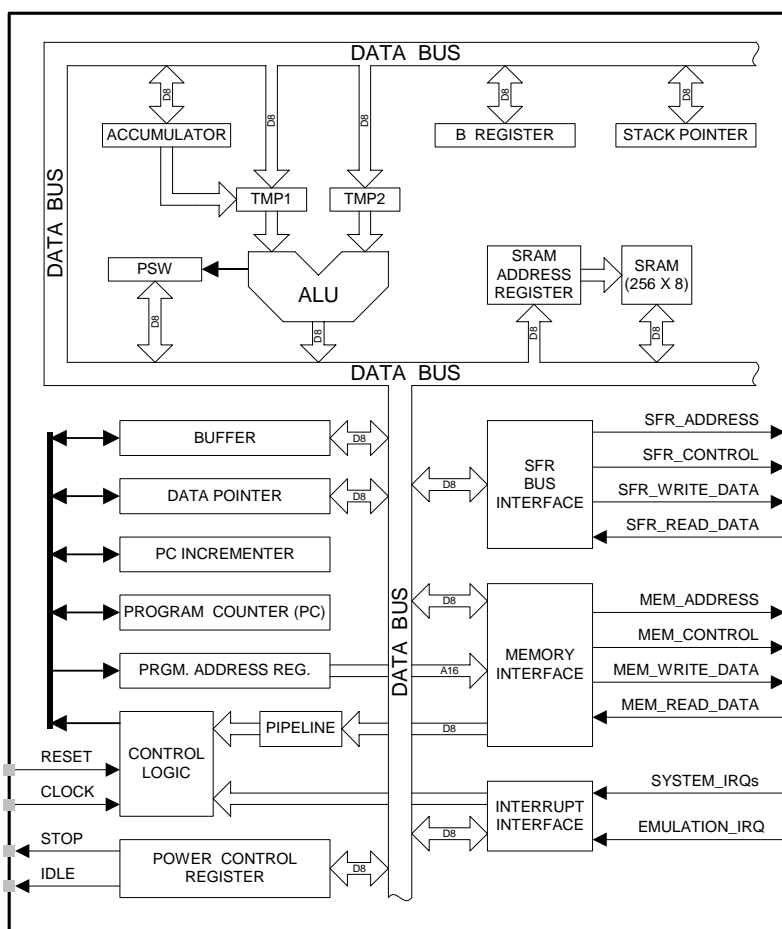 DATA BUS
D8
D8
D8
D8
D8
ACCUMULATOR
B REGISTER
STACK POINTER
DATA BUS
TMP1
TMP2
PSW
ALU
SRAM
ADDRESS
REGISTER
SRAM
(256 X 8)
D8
D8
D8
D8
DATA BUS
BUFFER
D8
DATA POINTER
D8
PC INCREMENTER
PROGRAM COUNTER (PC)
PRGM. ADDRESS REG.
A16
DATA BUS
D8
SFR
BUS
INTERFACE
SFR_ADDRESS
SFR_CONTROL
SFR_WRITE_DATA
SFR_READ_DATA
D8
MEMORY
INTERFACE
MEM_ADDRESS
MEM_CONTROL
MEM_WRITE_DATA
MEM_READ_DATA
PIPELINE
D8
RESET
CLOCK
CONTROL
LOGIC
INTERRUPT
INTERFACE
SYSTEM_IRQs
EMULATION_IRQ
D8
STOP
IDLE
POWER CONTROL
REGISTER
D8